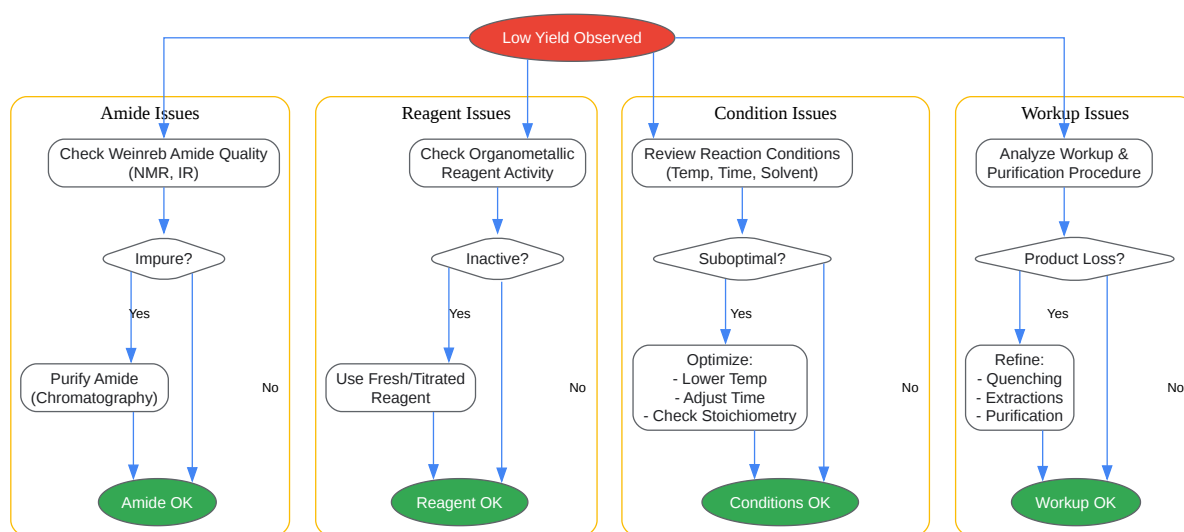 Low Yield Observed
Amide Issues
Check Weinreb Amide Quality
(NMR, IR)
Impure?
Yes
No
Purify Amide
(Chromatography)
Amide OK
Reagent Issues
Check Organometallic
Reagent Activity
Inactive?
Yes
No
Use Fresh/Titrated
Reagent
Reagent OK
Condition Issues
Review Reaction Conditions
(Temp, Time, Solvent)
Suboptimal?
Yes
No
Optimize:
- Lower Temp
- Adjust Time
- Check Stoichiometry
Conditions OK
Workup Issues
Analyze Workup &
Purification Procedure
Product Loss?
Yes
No
Refine:
- Quenching
- Extractions
- Purification
Workup OK